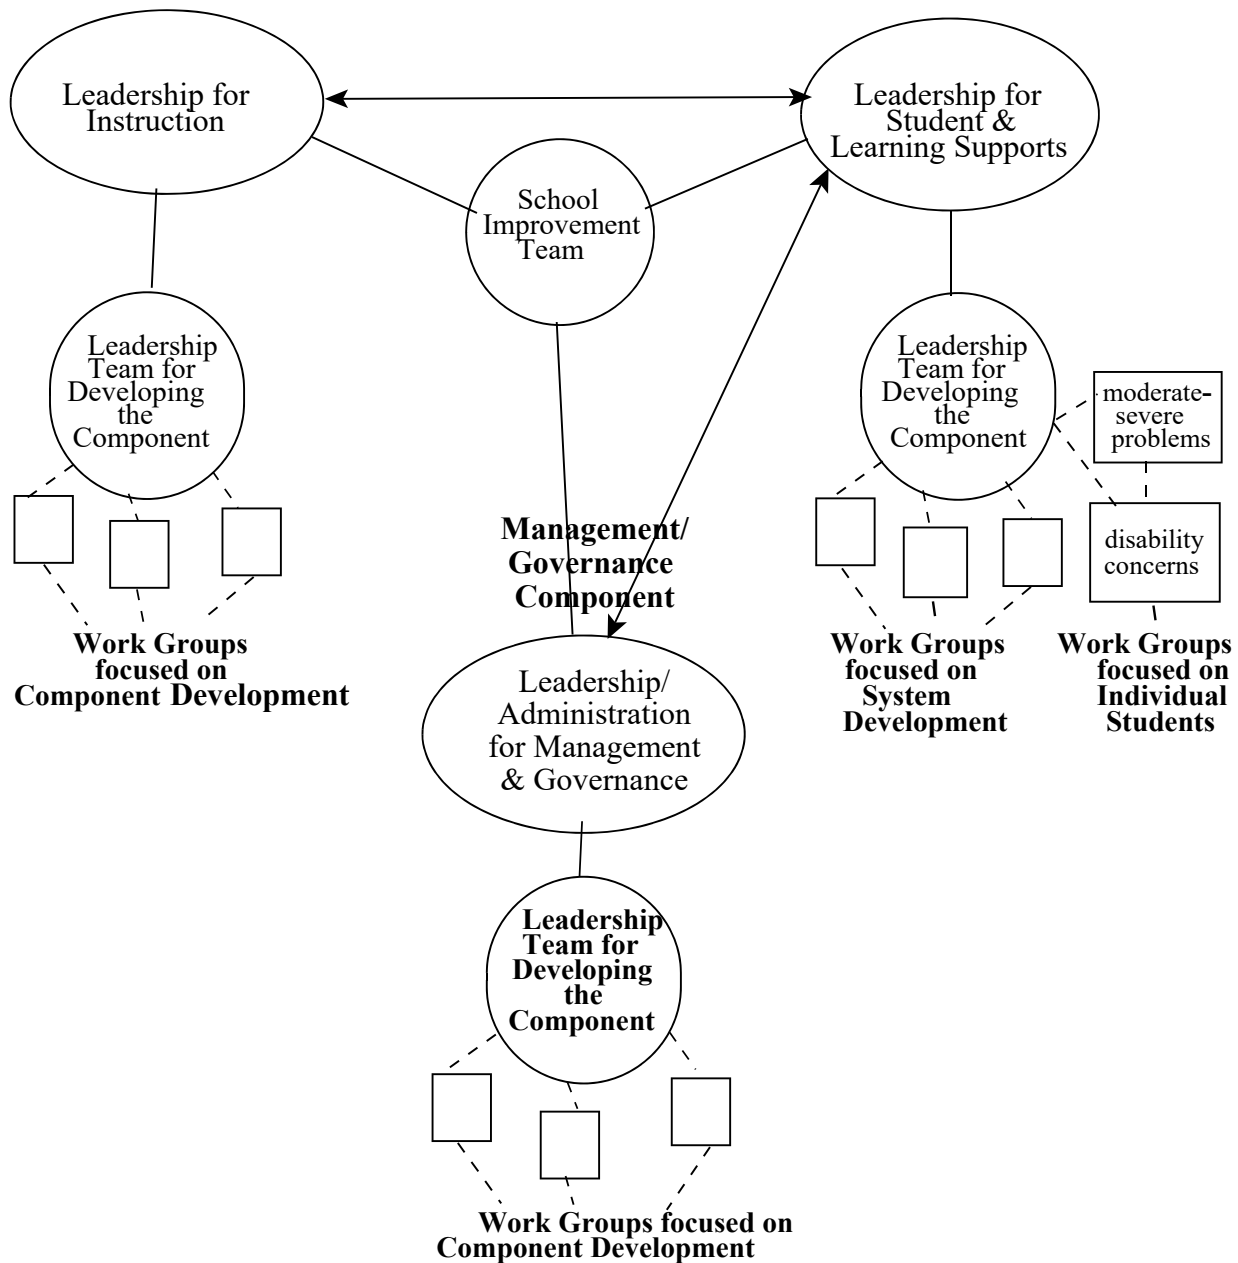 Leadership for
Instruction
Leadership for
Student &
Learning Supports
School
Improvement
Team
Leadership
Team for
Developing
the
Component
Leadership
Team for
Developing
the
Component
moderate-
severe
problems
disability
concerns
Management/
Governance
Component
Work Groups
focused on
Component Development
Work Groups
focused on
System
Development
Work Groups
focused on
Individual
Students
Leadership/
Administration
for Management
& Governance
Leadership
Team for
Developing
the
Component
Work Groups focused on
Component Development